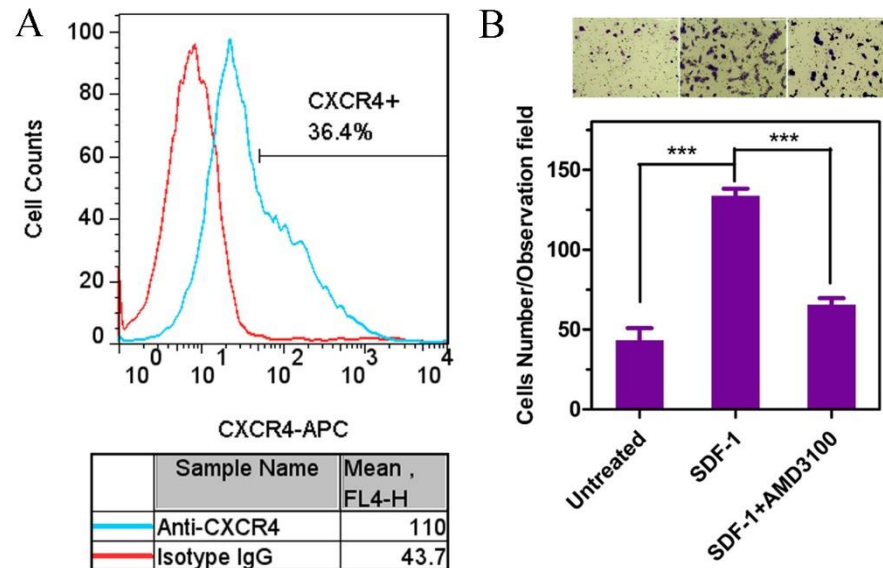 A
100
80
60
40
20
0
Cell Counts
CXCR4+
36.4%
10^0 10^1 10^2 10^3 10^4
CXCR4-APC
Sample Name Mean , FL4-H
Anti-CXCR4 110
Isotype IgG 43.7
B
150
100
50
0
Cells Number/Observation field
*** ***
Untreated
SDF-1
SDF-1+AMD3100